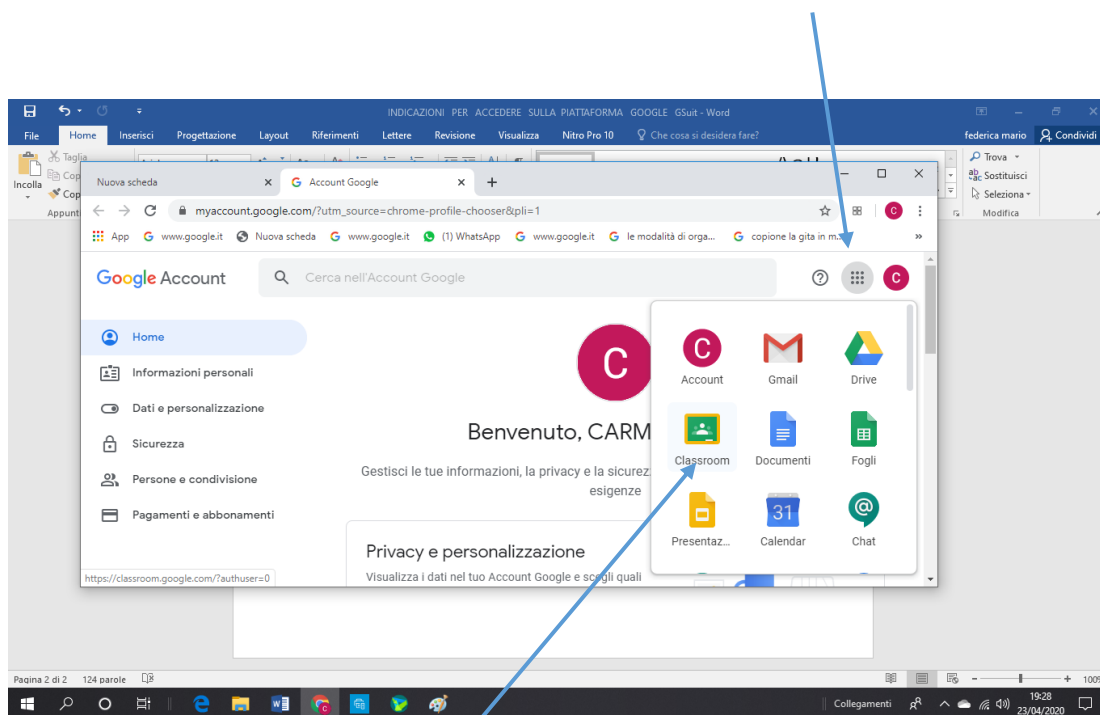 INDICAZIONI PER ACCEDERE SULLA PIATTAFORMA GOOGLE GSuit - Word
File Home Inserisci Progettazione Layout Riferimenti Lettere Revisione Visualizza Nitro Pro 10 Che cosa si desidera fare? federica mario Condividi
Taglia
Incolla
Cop
Cop
Appunt
Trova
Sostituisci
Seleziona
Modifica
Nuova scheda
Account Google
myaccount.google.com/?utm_source=chrome-profile-chooser&pli=1
C
App www.google.it Nuova scheda www.google.it (1) WhatsApp www.google.it le modalità di orga... copione la gita in m... »
Google Account
Cerca nell'Account Google
C
Home
Informazioni personali
Dati e personalizzazione
Sicurezza
Persone e condivisione
Pagamenti e abbonamenti
C
Benvenuto, CARM
Gestisci le tue informazioni, la privacy e la sicurez
esigenze
Privacy e personalizzazione
Visualizza i dati nel tuo Account Google e scegli quali
C
Account Gmail Drive
Classroom Documenti Fogli
31
Presentaz... Calendar Chat
https://classroom.google.com/?authuser=0
Pagina 2 di 2 124 parole
100%
Collegamenti
19:28
23/04/2020